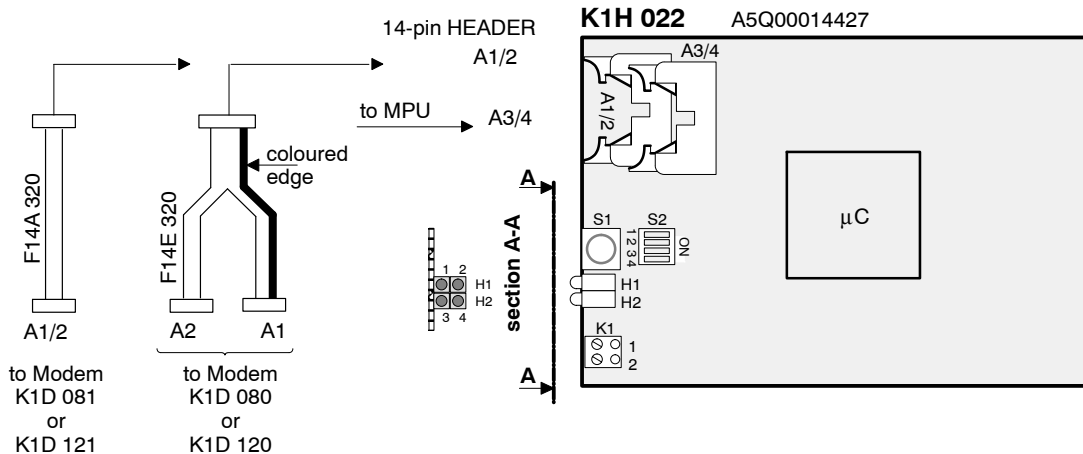 K1H 022 A5Q00014427
14-pin HEADER
A1/2
A3/4
A1/2
to MPU
A3/4
coloured
edge
F14A 320
F14E 320
A
section A-A
A
S1
S2
1 2 3 4
ON
µC
1 2
H1
H2
3 4
H1
H2
K1
1
2
A1/2
A2
A1
to Modem
K1D 081
or
K1D 121
to Modem
K1D 080
or
K1D 120